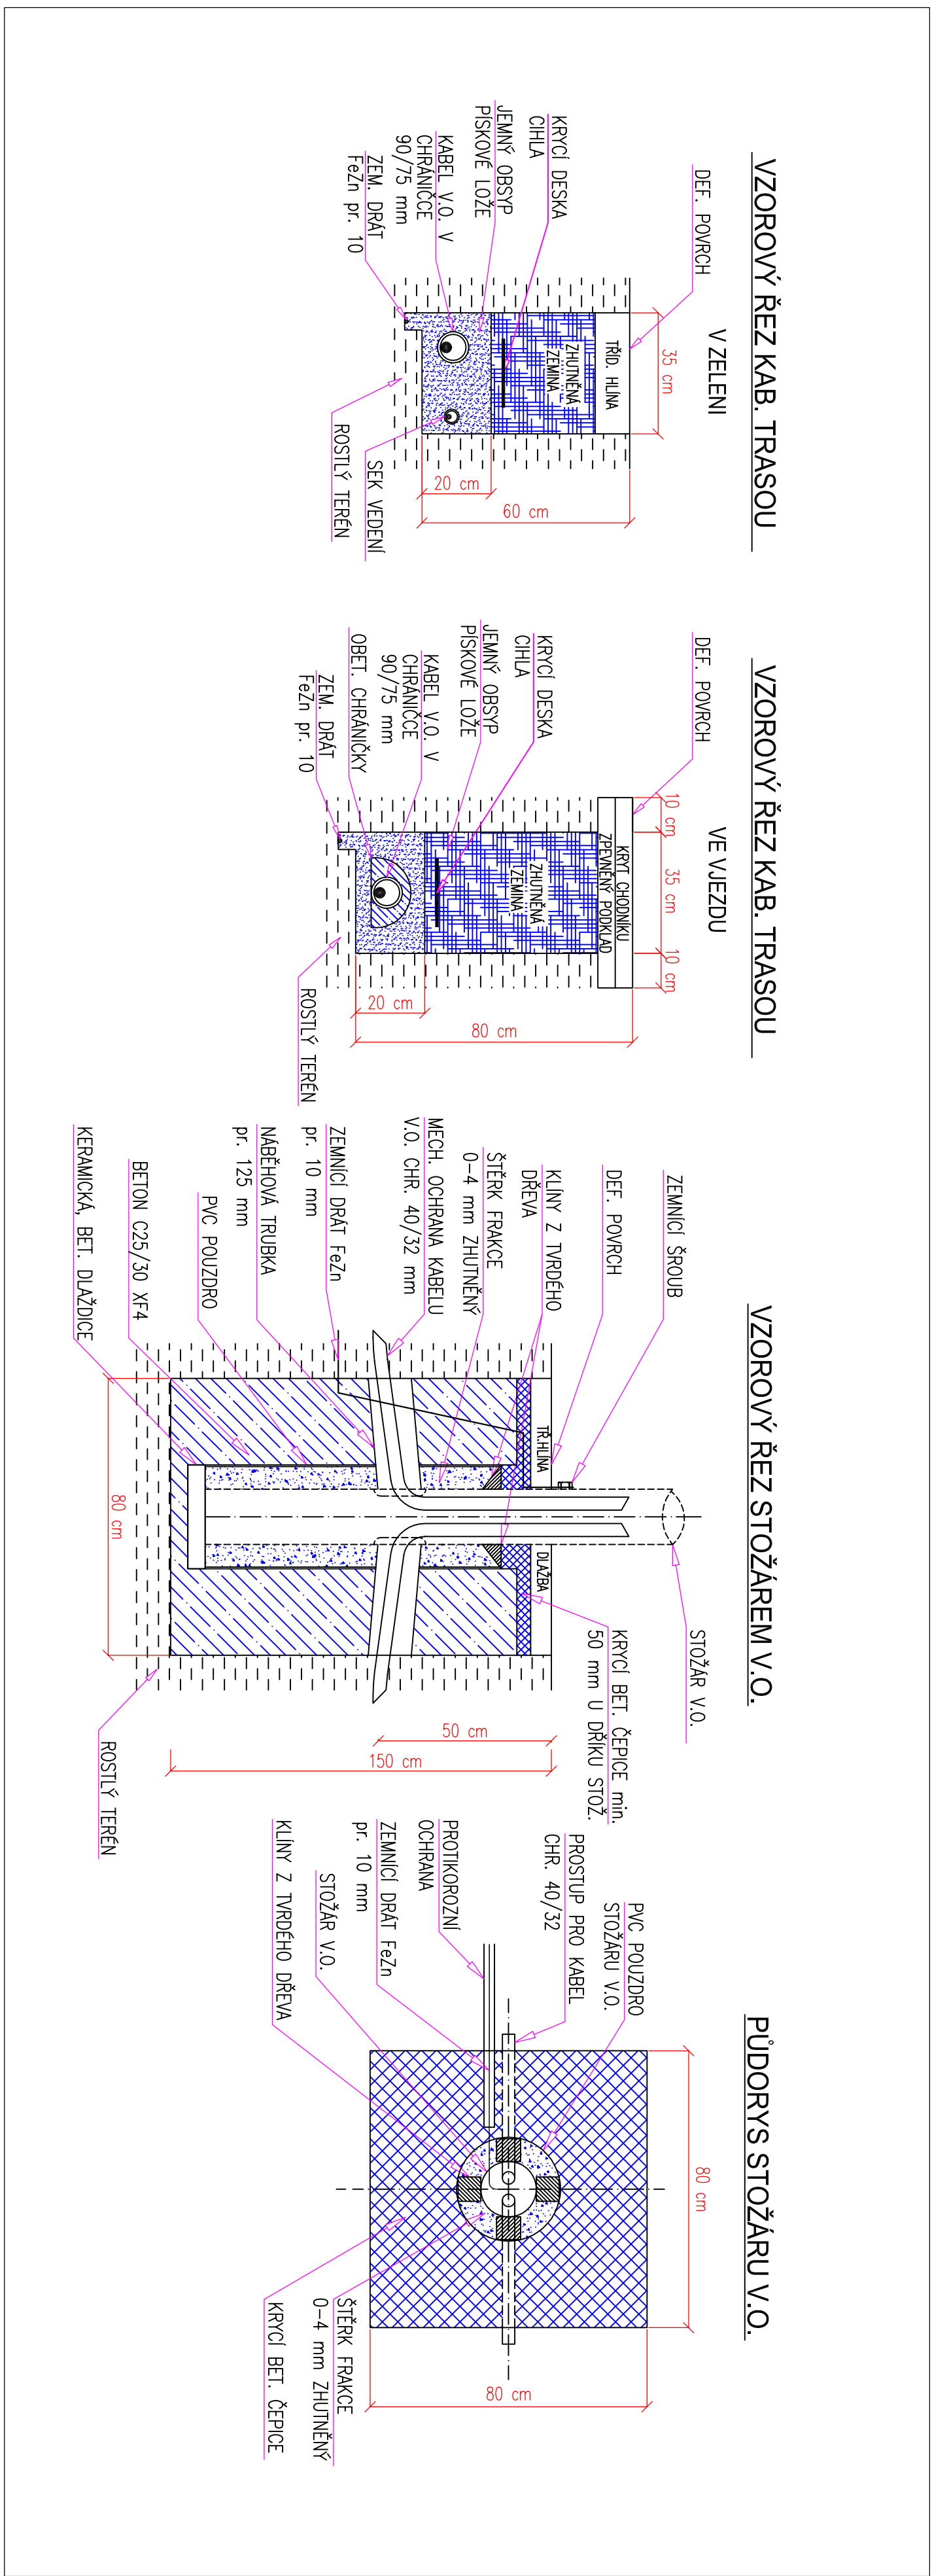 VZOROVÝ ŘEZ KAB. TRASOU
V ZELENI
DEF. POVRCH
35 cm
TŘÍD. HLÍNA
ZHUTNĚNÁ
ZEMINA
KRYCÍ DESKA
CIHLA
JEMNÝ OBSYP
PÍSKOVÉ LOŽE
KABEL V.O. V
CHRÁNIČCE
90/75 mm
ZEM. DRÁT
FeZn pr. 10
20 cm
60 cm
SEK VEDENÍ
ROSTLÝ TERÉN
VZOROVÝ ŘEZ KAB. TRASOU
VE VJEZDU
DEF. POVRCH
10 cm
35 cm
10 cm
KRYT CHODNÍKU
ZPEVNĚNÝ PODKLAD
ZHUTNĚNÁ
ZEMINA
KRYCÍ DESKA
CIHLA
JEMNÝ OBSYP
PÍSKOVÉ LOŽE
KABEL V.O. V
CHRÁNIČCE
90/75 mm
OBET. CHRÁNIČKY
ZEM. DRÁT
FeZn pr. 10
20 cm
80 cm
ROSTLÝ TERÉN
VZOROVÝ ŘEZ STOŽÁREM V.O.
ZEMNÍCÍ ŠROUB
DEF. POVRCH
KLÍNY Z TVRDÉHO
DŘEVA
ŠTĚRK FRAKCE
0-4 mm ZHUTNĚNÝ
MECH. OCHRANA KABELU
V.O. CHR. 40/32 mm
ZEMNÍCÍ DRÁT FeZn
pr. 10 mm
NÁBĚHOVÁ TRUBKA
pr. 125 mm
PVC POUZDRO
BETON C25/30 XF4
KERAMICKÁ, BET. DLAŽDICE
TŘ.HLÍNA
DLAŽBA
STOŽÁR V.O.
KRYCÍ BET. ČEPICE min.
50 mm U DŘÍKU STOŽ.
50 cm
150 cm
80 cm
ROSTLÝ TERÉN
PŮDORYS STOŽÁRU V.O.
PVC POUZDRO
STOŽÁRU V.O.
PROSTUP PRO KABEL
CHR. 40/32
PROTIKOROZNÍ
OCHRANA
ZEMNÍCÍ DRÁT FeZn
pr. 10 mm
STOŽÁR V.O.
KLÍNY Z TVRDÉHO DŘEVA
80 cm
80 cm
ŠTĚRK FRAKCE
0-4 mm ZHUTNĚNÝ
KRYCÍ BET. ČEPICE